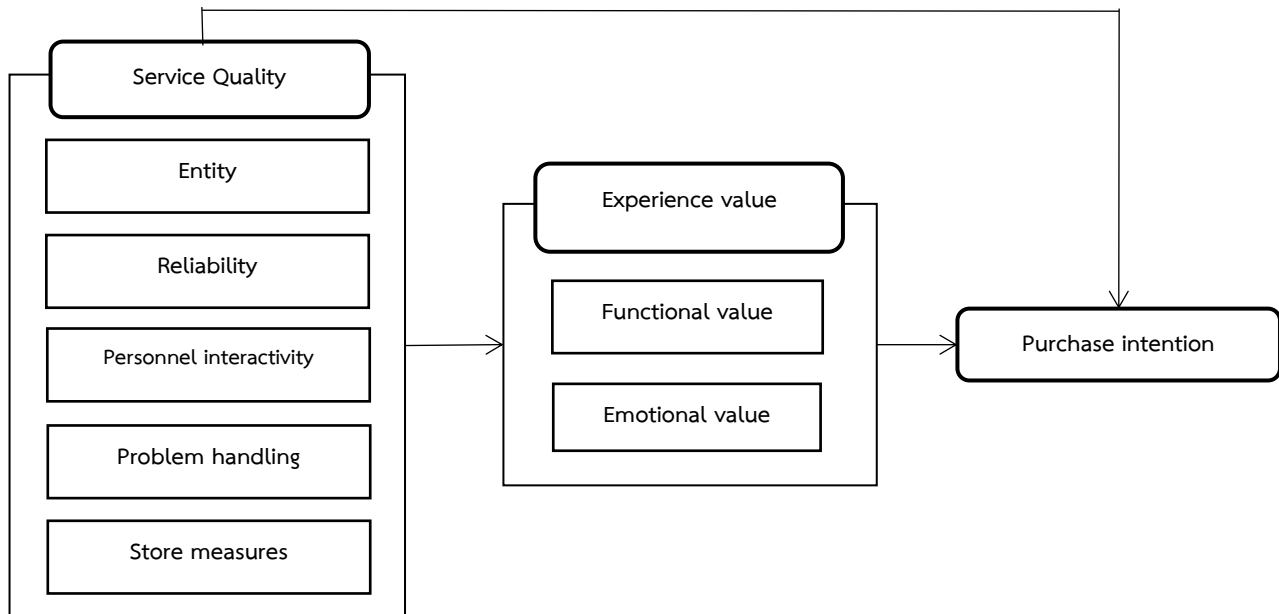 Service Quality
Entity
Reliability
Personnel interactivity
Problem handling
Store measures
Experience value
Functional value
Emotional value
Purchase intention